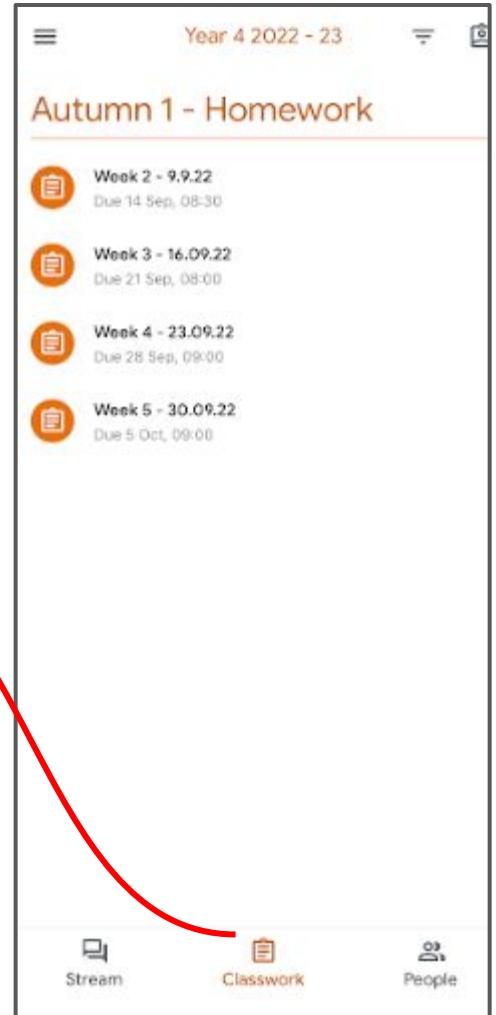 Year 4 2022 - 23
Autumn 1 - Homework
Week 2 - 9.9.22
Due 14 Sep, 08:30
Week 3 - 16.09.22
Due 21 Sep, 08:00
Week 4 - 23.09.22
Due 28 Sep, 09:00
Week 5 - 30.09.22
Due 5 Oct, 09:00
Stream Classwork People